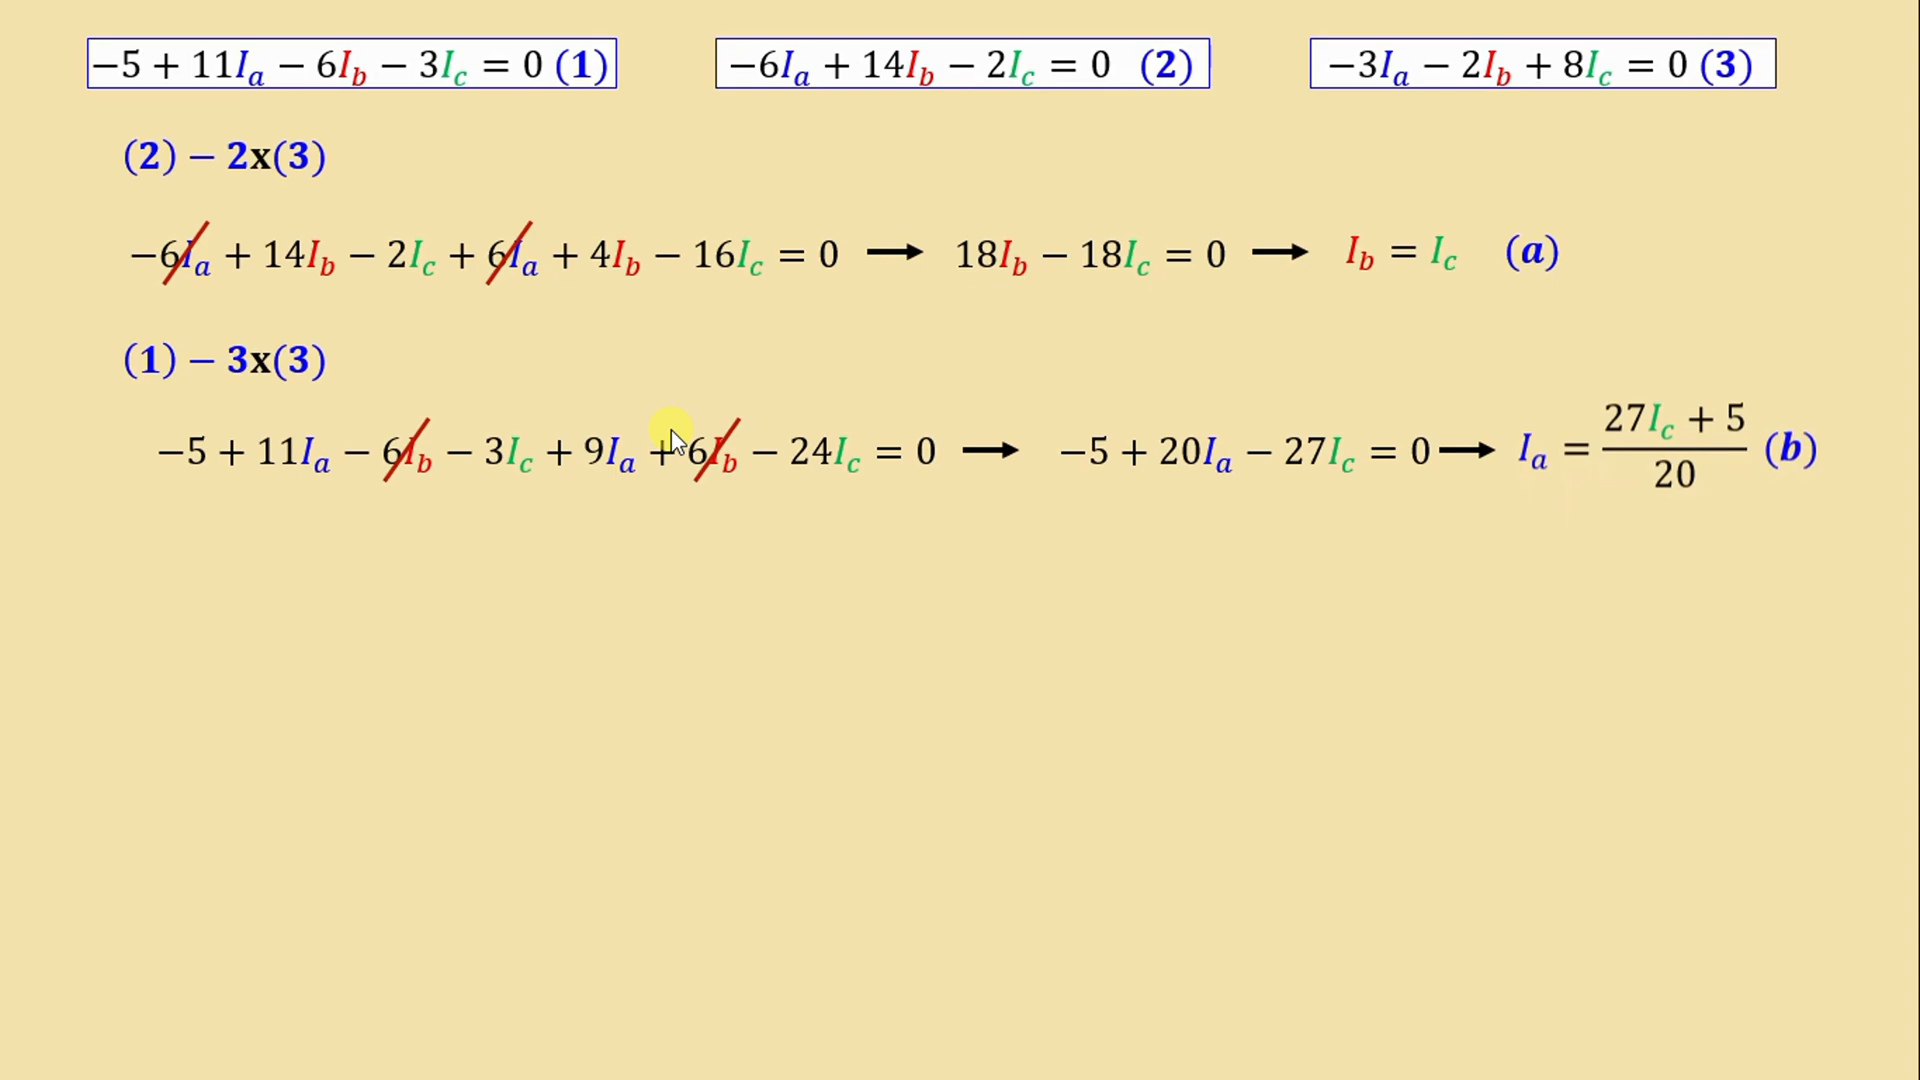 −5 + 11I_a − 6I_b − 3I_c = 0 (1)
−6I_a + 14I_b − 2I_c = 0 (2)
−3I_a − 2I_b + 8I_c = 0 (3)
(2) − 2x(3)
−6I_a + 14I_b − 2I_c + 6I_a + 4I_b − 16I_c = 0 → 18I_b − 18I_c = 0 → I_b = I_c (a)
(1) − 3x(3)
−5 + 11I_a − 6I_b − 3I_c + 9I_a + 6I_b − 24I_c = 0 → −5 + 20I_a − 27I_c = 0 → I_a = (27I_c + 5)/20 (b)